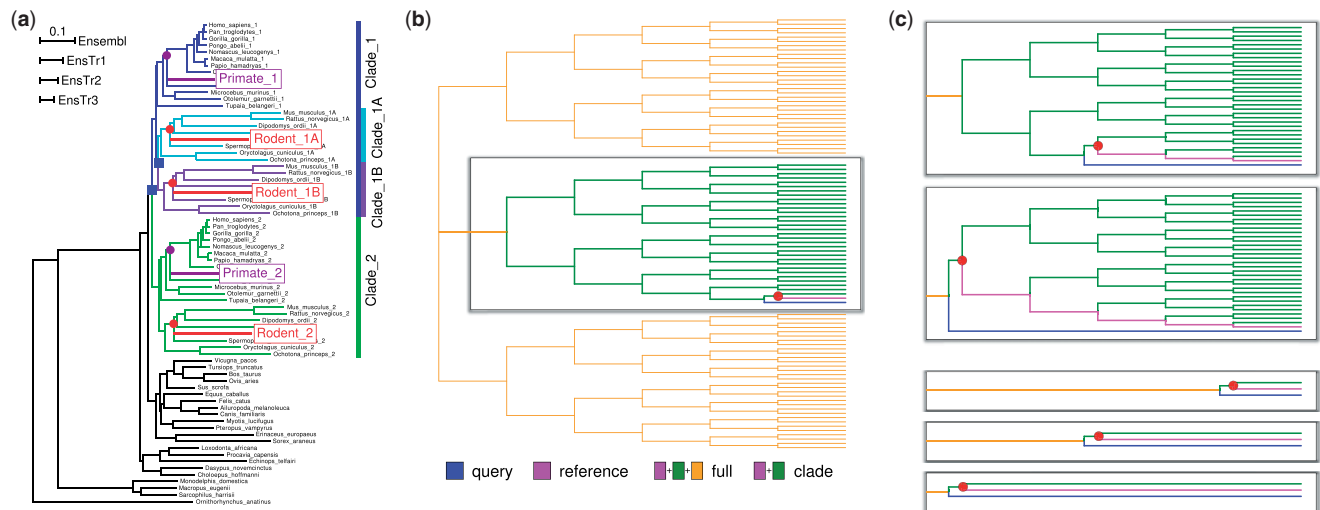 (a)
0.1
Ensembl
EnsTr1
EnsTr2
EnsTr3
Homo_sapiens_1
Pan_troglodytes_1
Gorilla_gorilla_1
Pongo_abelii_1
Nomascus_leucogenys_1
Macaca_mulatta_1
Papio_hamadryas_1
Primate_1
Microcebus_murinus_1
Otolemur_garnettii_1
Tupaia_belangeri_1
Mus_musculus_1A
Rattus_norvegicus_1A
Dipodomys_ordii_1A
Rodent_1A
Oryctolagus_cuniculus_1A
Ochotona_princeps_1A
Mus_musculus_1B
Rattus_norvegicus_1B
Dipodomys_ordii_1B
Rodent_1B
Oryctolagus_cuniculus_1B
Ochotona_princeps_1B
Homo_sapiens_2
Pan_troglodytes_2
Gorilla_gorilla_2
Pongo_abelii_2
Nomascus_leucogenys_2
Macaca_mulatta_2
Papio_hamadryas_2
Primate_2
Microcebus_murinus_2
Otolemur_garnettii_2
Tupaia_belangeri_2
Mus_musculus_2
Rattus_norvegicus_2
Dipodomys_ordii_2
Rodent_2
Oryctolagus_cuniculus_2
Ochotona_princeps_2
Vicugna_pacos
Tursiops_truncatus
Bos_taurus
Ovis_aries
Sus_scrofa
Equus_caballus
Felis_catus
Ailuropoda_melanoleuca
Canis_familiaris
Myotis_lucifugus
Pteropus_vampyrus
Erinaceus_europaeus
Sorex_araneus
Loxodonta_africana
Procavia_capensis
Echinops_telfairi
Dasypus_novemcinctus
Choloepus_hoffmanni
Monodelphis_domestica
Macropus_eugenii
Sarcophilus_harrisii
Ornithorhynchus_anatinus
Clade_1
Clade_1A
Clade_1B
Clade_2
(b)
query
reference
+ + full
+ clade
(c)